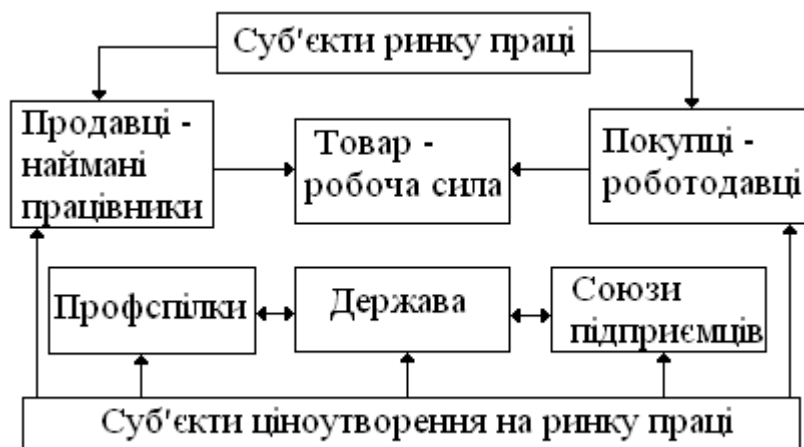 Суб'єкти ринку праці
Продавці -
наймані
працівники
Товар -
робоча сила
Покупці -
роботодавці
Профспілки
Держава
Союзи
підприємців
Суб'єкти ціноутворення на ринку праці